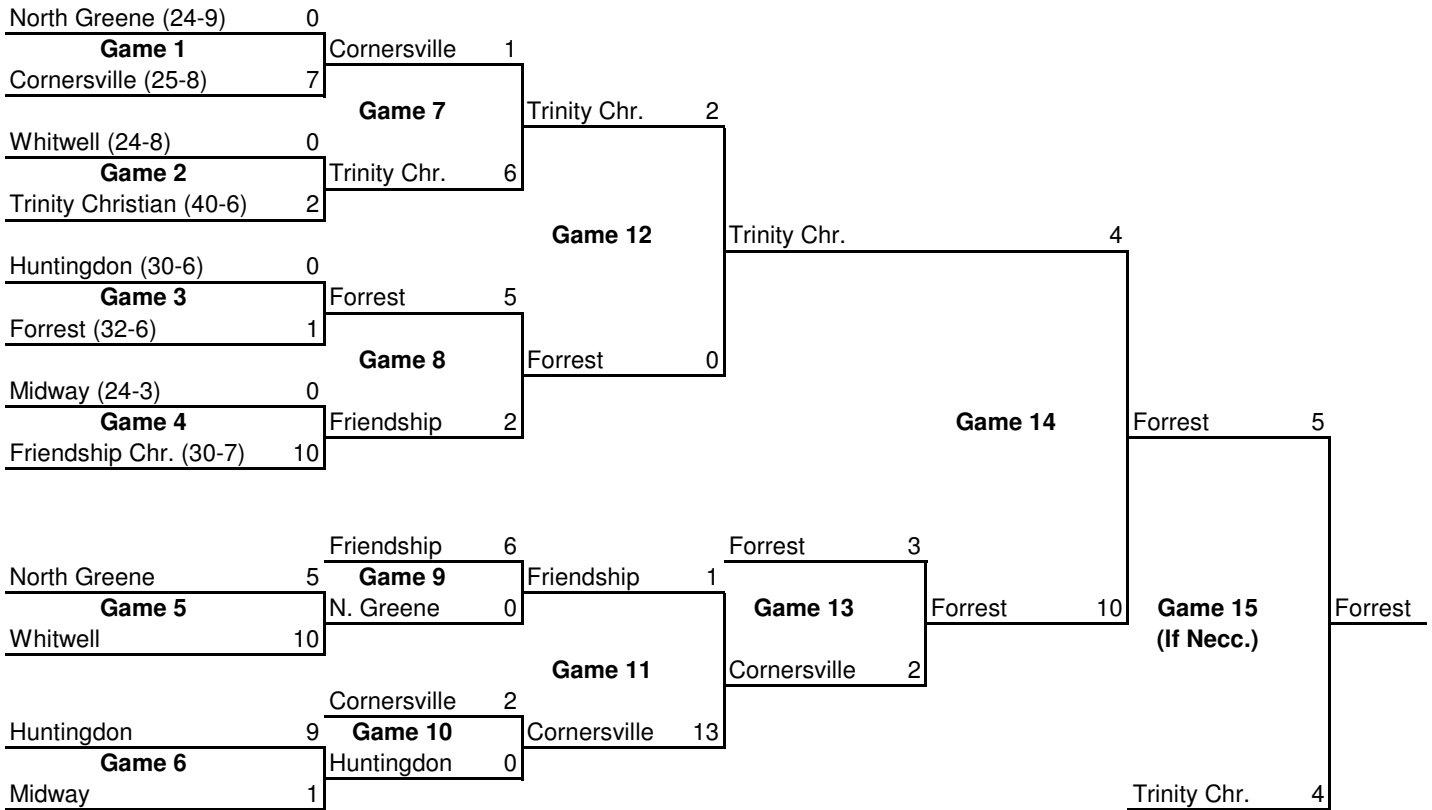 North Greene (24-9) 0
Game 1
Cornersville (25-8) 7
Cornersville 1
Game 7
Trinity Chr. 6
Whitwell (24-8) 0
Game 2
Trinity Christian (40-6) 2
Trinity Chr. 2
Game 12
Forrest 0
Huntingdon (30-6) 0
Game 3
Forrest (32-6) 1
Forrest 5
Game 8
Friendship 2
Midway (24-3) 0
Game 4
Friendship Chr. (30-7) 10
Trinity Chr. 4
Game 14
Forrest 10
North Greene 5
Game 5
Whitwell 10
Friendship 6
Game 9
N. Greene 0
Friendship 1
Game 11
Cornersville 13
Huntingdon 9
Game 6
Midway 1
Cornersville 2
Game 10
Huntingdon 0
Forrest 3
Game 13
Cornersville 2
Forrest 5
Game 15
(If Necc.)
Trinity Chr. 4
Forrest